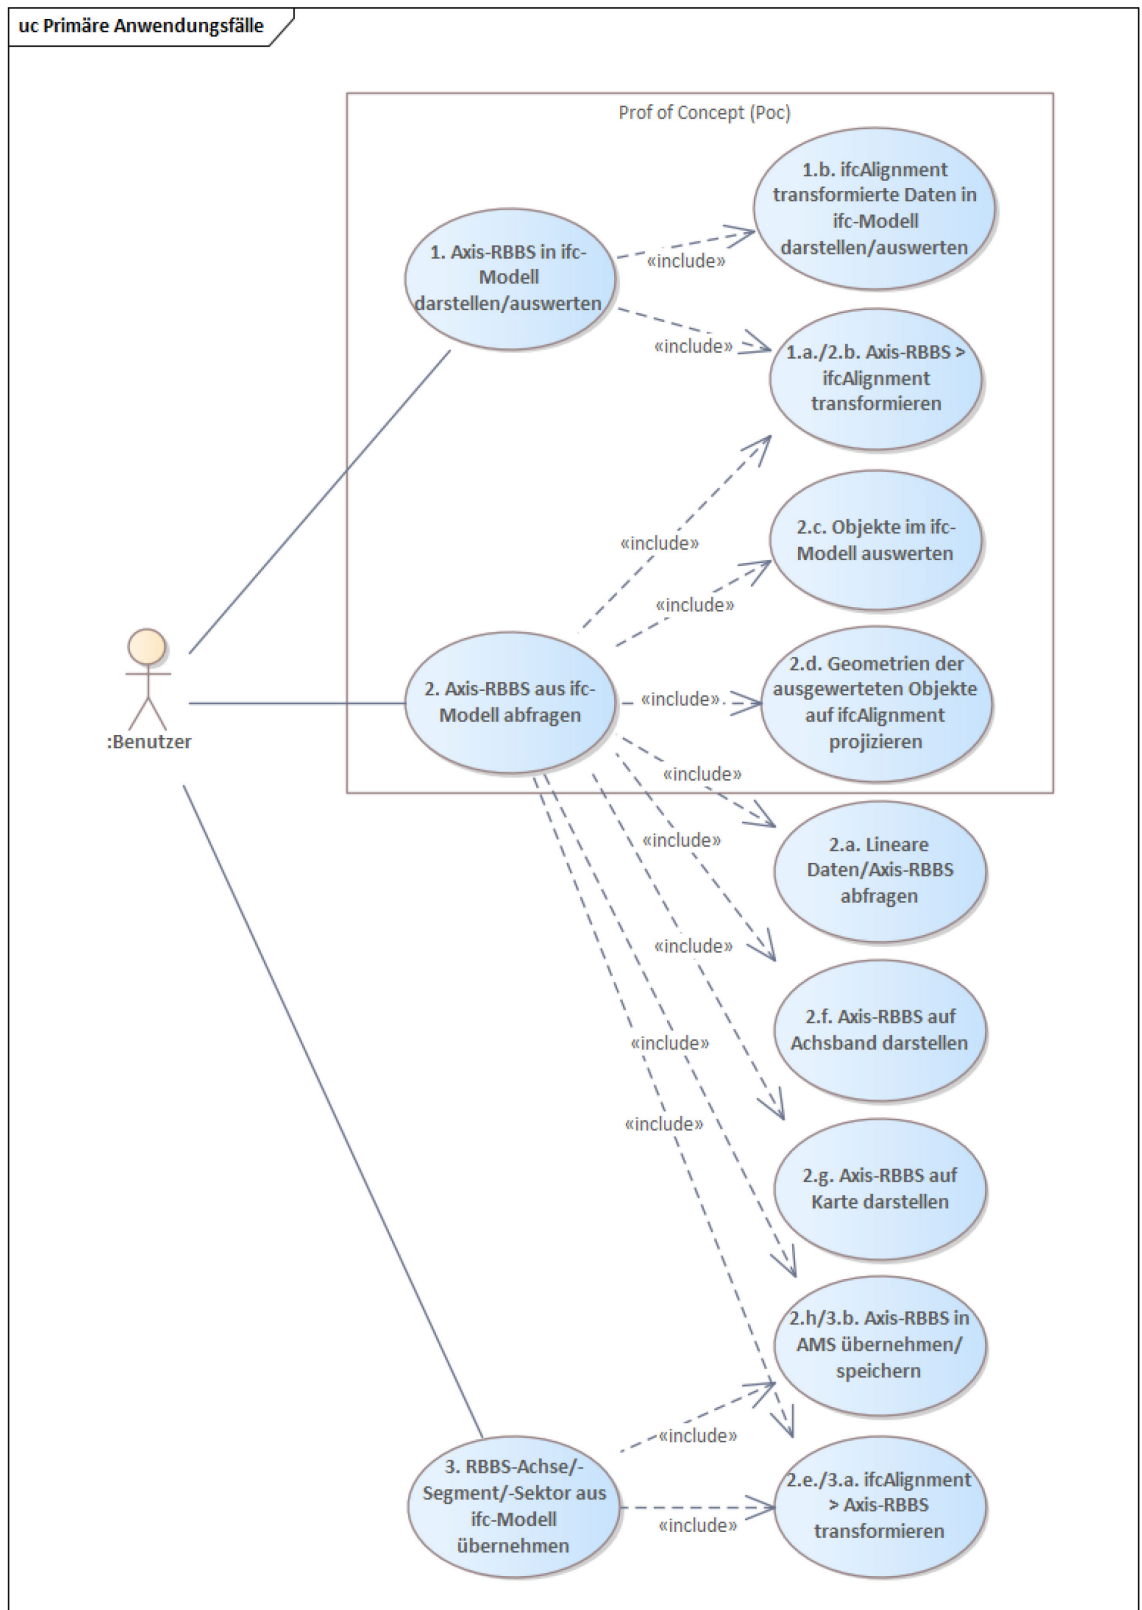 uc Primäre Anwendungsfälle
Prof of Concept (Poc)
1.b. ifcAlignment
transformierte Daten in
ifc-Modell
darstellen/auswerten
1. Axis-RBBS in ifc-
Modell
darstellen/auswerten
«include»
«include»
1.a./2.b. Axis-RBBS >
ifcAlignment
transformieren
2.c. Objekte im ifc-
Modell auswerten
«include»
«include»
2. Axis-RBBS aus ifc-
Modell abfragen
2.d. Geometrien der
ausgewerteten Objekte
auf ifcAlignment
projizieren
«include»
:Benutzer
«include»
2.a. Lineare
Daten/Axis-RBBS
abfragen
«include»
«include»
2.f. Axis-RBBS auf
Achsband darstellen
«include»
«include»
2.g. Axis-RBBS auf
Karte darstellen
2.h/3.b. Axis-RBBS in
AMS übernehmen/
speichern
«include»
3. RBBS-Achse/-
Segment/-Sektor aus
ifc-Modell
übernehmen
«include»
2.e./3.a. ifcAlignment
> Axis-RBBS
transformieren